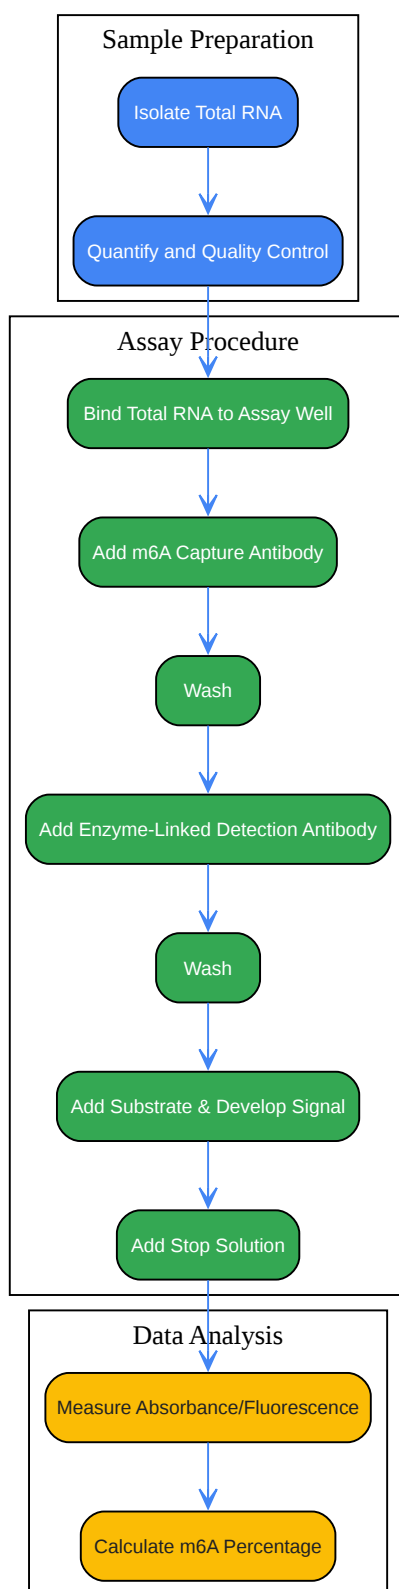 Sample Preparation
Isolate Total RNA
Quantify and Quality Control
Assay Procedure
Bind Total RNA to Assay Well
Add m6A Capture Antibody
Wash
Add Enzyme-Linked Detection Antibody
Wash
Add Substrate & Develop Signal
Add Stop Solution
Data Analysis
Measure Absorbance/Fluorescence
Calculate m6A Percentage